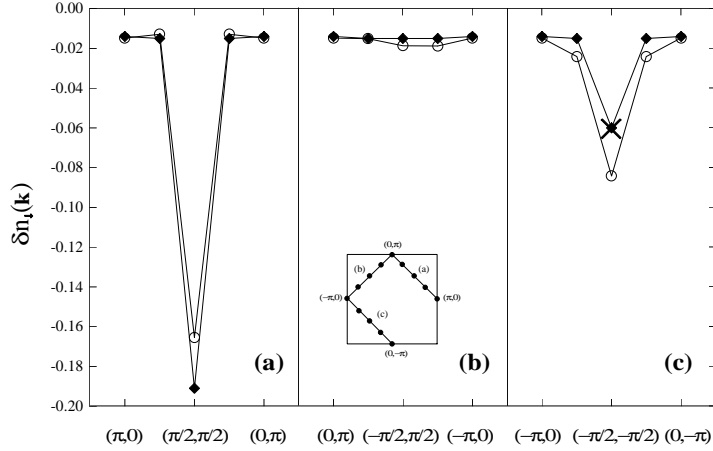 0.00
-0.02
-0.04
-0.06
-0.08
-0.10
-0.12
-0.14
-0.16
-0.18
-0.20
δn↓(k)
(a)
(b)
(c)
(0,π)
(b)
(a)
(−π,0)
(π,0)
(c)
(0,−π)
(π,0)
(π/2,π/2)
(0,π)
(0,π)
(−π/2,π/2)
(−π,0)
(−π,0)
(−π/2,−π/2)
(0,−π)